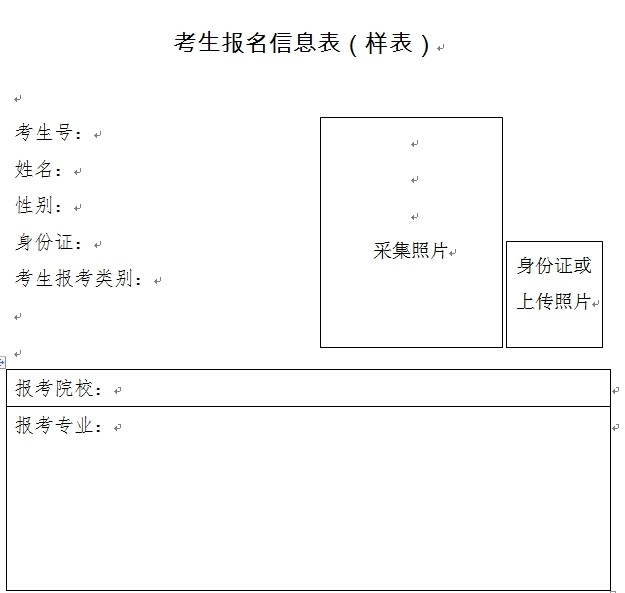 考生报名信息表（样表）
考生号：
姓名：
性别：
身份证：
考生报考类别：
采集照片
身份证或
上传照片
报考院校：
报考专业：